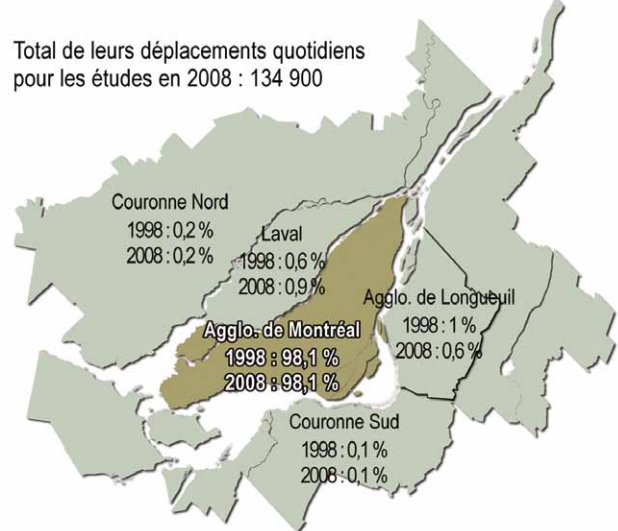 Total de leurs déplacements quotidiens
pour les études en 2008 : 134 900
Couronne Nord
1998 : 0,2 %
2008 : 0,2 %
Laval
1998 : 0,6 %
2008 : 0,9 %
Agglo. de Longueuil
1998 : 1 %
2008 : 0,6 %
Agglo. de Montréal
1998 : 98,1 %
2008 : 98,1 %
Couronne Sud
1998 : 0,1 %
2008 : 0,1 %